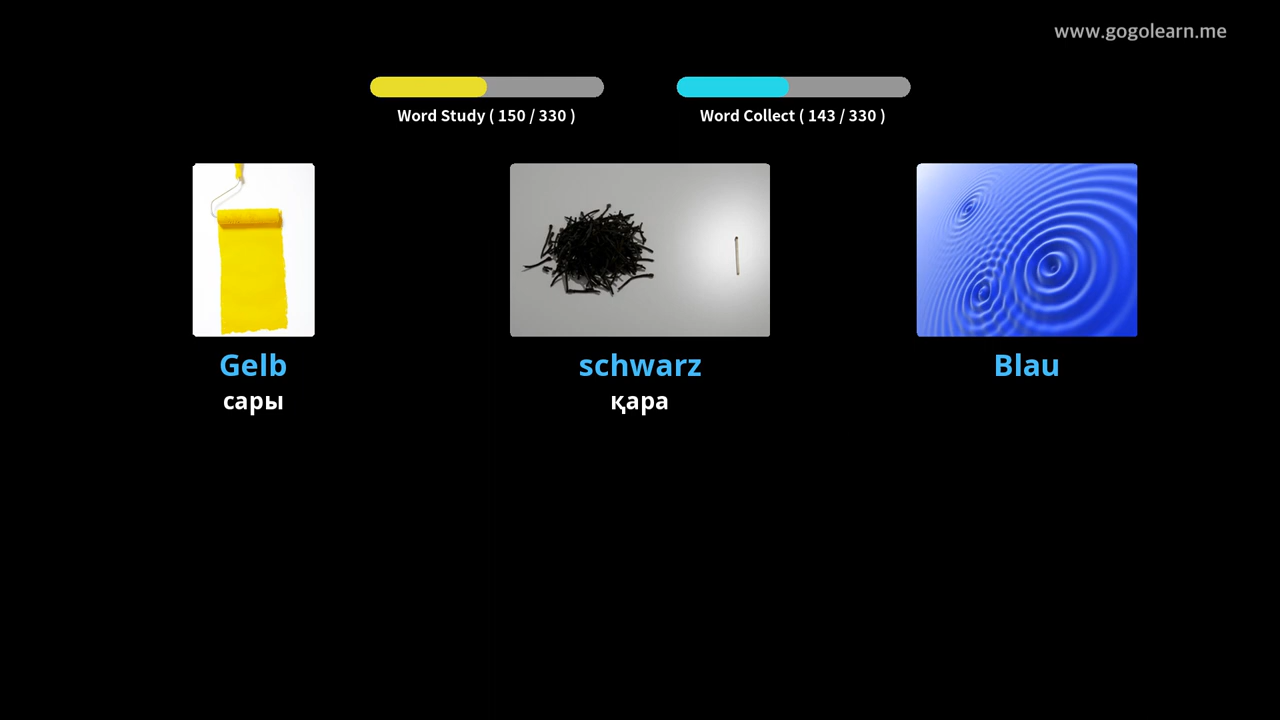 www.gogolearn.me
Word Study ( 150 / 330 )
Word Collect ( 143 / 330 )
Gelb
schwarz
Blau
сары
қара